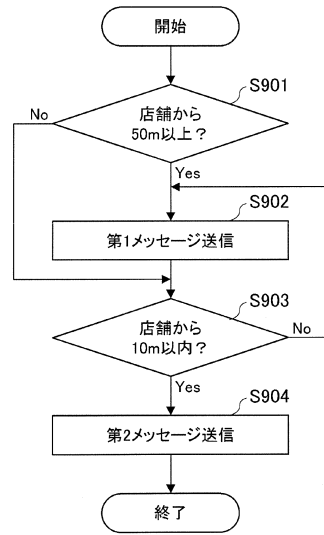 開始
S901
店舗から
50m以上?
No
Yes
S902
第1メッセージ送信
S903
店舗から
10m以内?
No
Yes
S904
第2メッセージ送信
終了